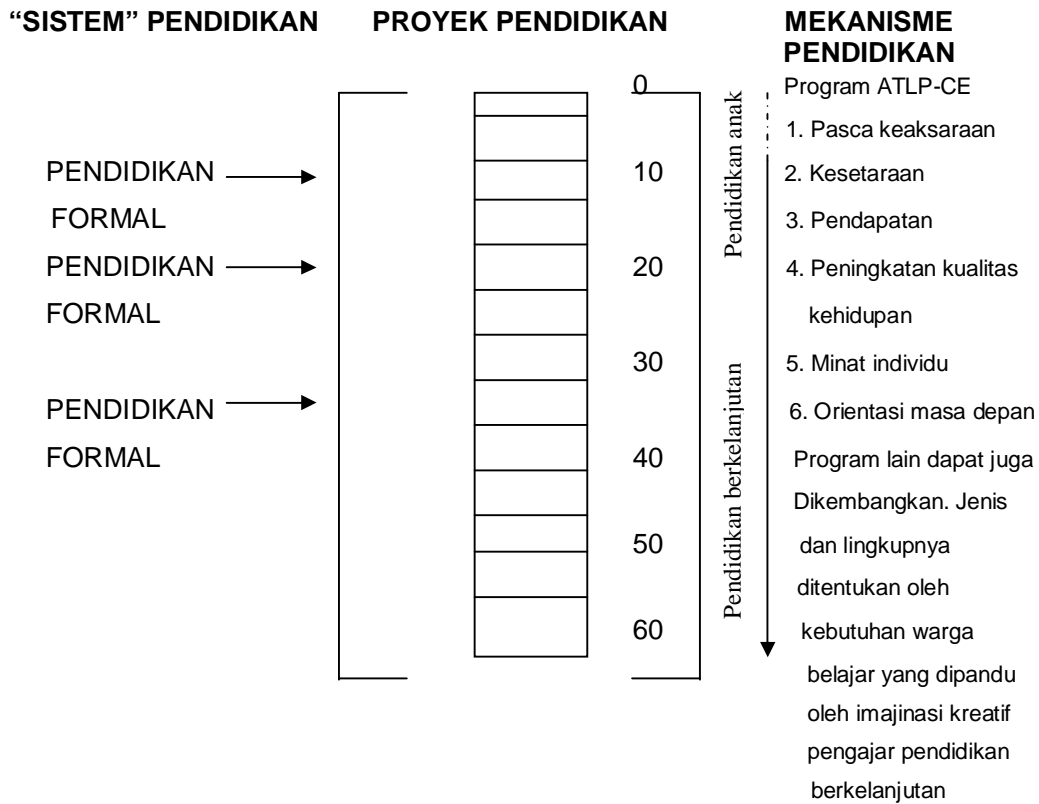 “SISTEM” PENDIDIKAN
PENDIDIKAN
FORMAL
PENDIDIKAN
FORMAL
PENDIDIKAN
FORMAL
PROYEK PENDIDIKAN
0
10
20
30
40
50
60
Pendidikan anak
Pendidikan berkelanjutan
MEKANISME
PENDIDIKAN
Program ATLP-CE
1. Pasca keaksaraan
2. Kesetaraan
3. Pendapatan
4. Peningkatan kualitas
kehidupan
5. Minat individu
6. Orientasi masa depan
Program lain dapat juga
Dikembangkan. Jenis
dan lingkupnya
ditentukan oleh
kebutuhan warga
belajar yang dipandu
oleh imajinasi kreatif
pengajar pendidikan
berkelanjutan